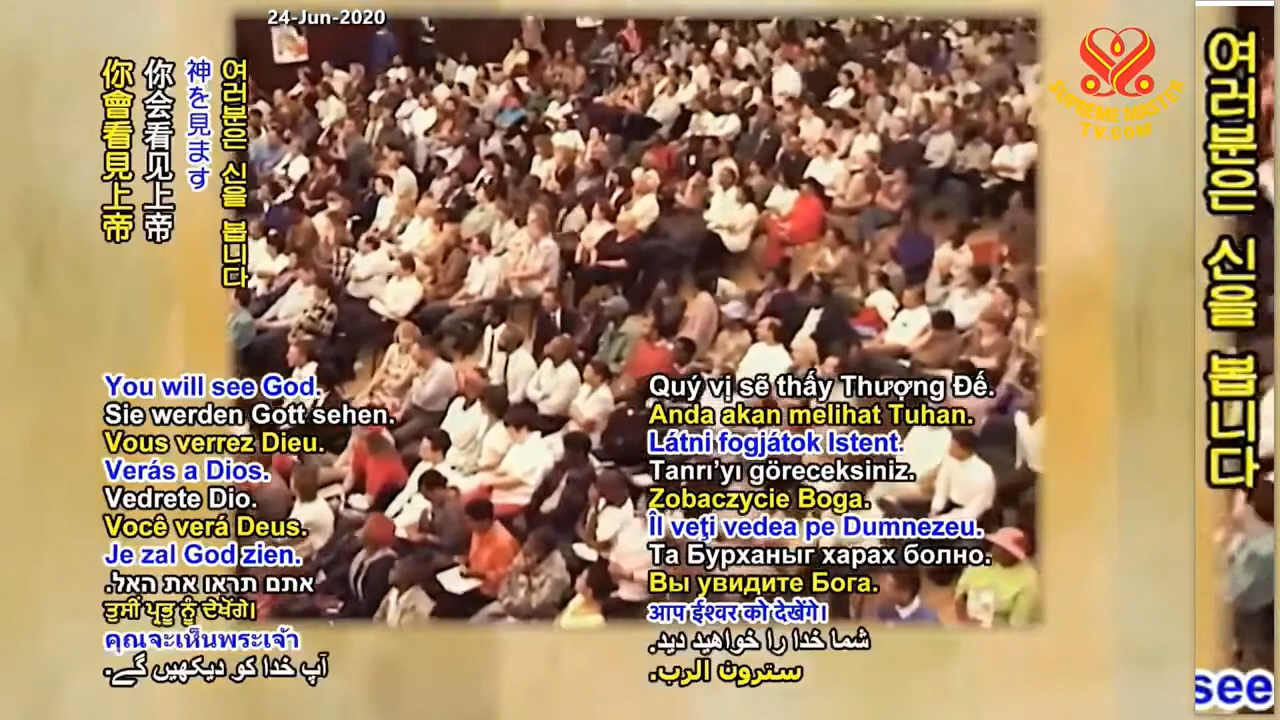 24-Jun-2020
SUPREME MASTER
TV.COM
你會看見上帝
你会看见上帝
神を見ます
여러분은 신을 봅니다
You will see God.
Sie werden Gott sehen.
Vous verrez Dieu.
Verás a Dios.
Vedrete Dio.
Você verá Deus.
Je zal God zien.
אתם תראו את האל.
ਤੁਸੀਂ ਪ੍ਰਭੂ ਨੂੰ ਦੇਖੋਂਗੇ।
คุณจะเห็นพระเจ้า
آپ خدا کو دیکھیں گے.
Quý vị sẽ thấy Thượng Đế.
Anda akan melihat Tuhan.
Látni fogjátok Istent.
Tanrı’yı göreceksiniz.
Zobaczycie Boga.
Îl veţi vedea pe Dumnezeu.
Та Бурханыг харах болно.
Вы увидите Бога.
आप ईश्वर को देखेंगे।
شما خدا را خواهید دید.
سترون الرب.
여러분은 신을 봅니다
see